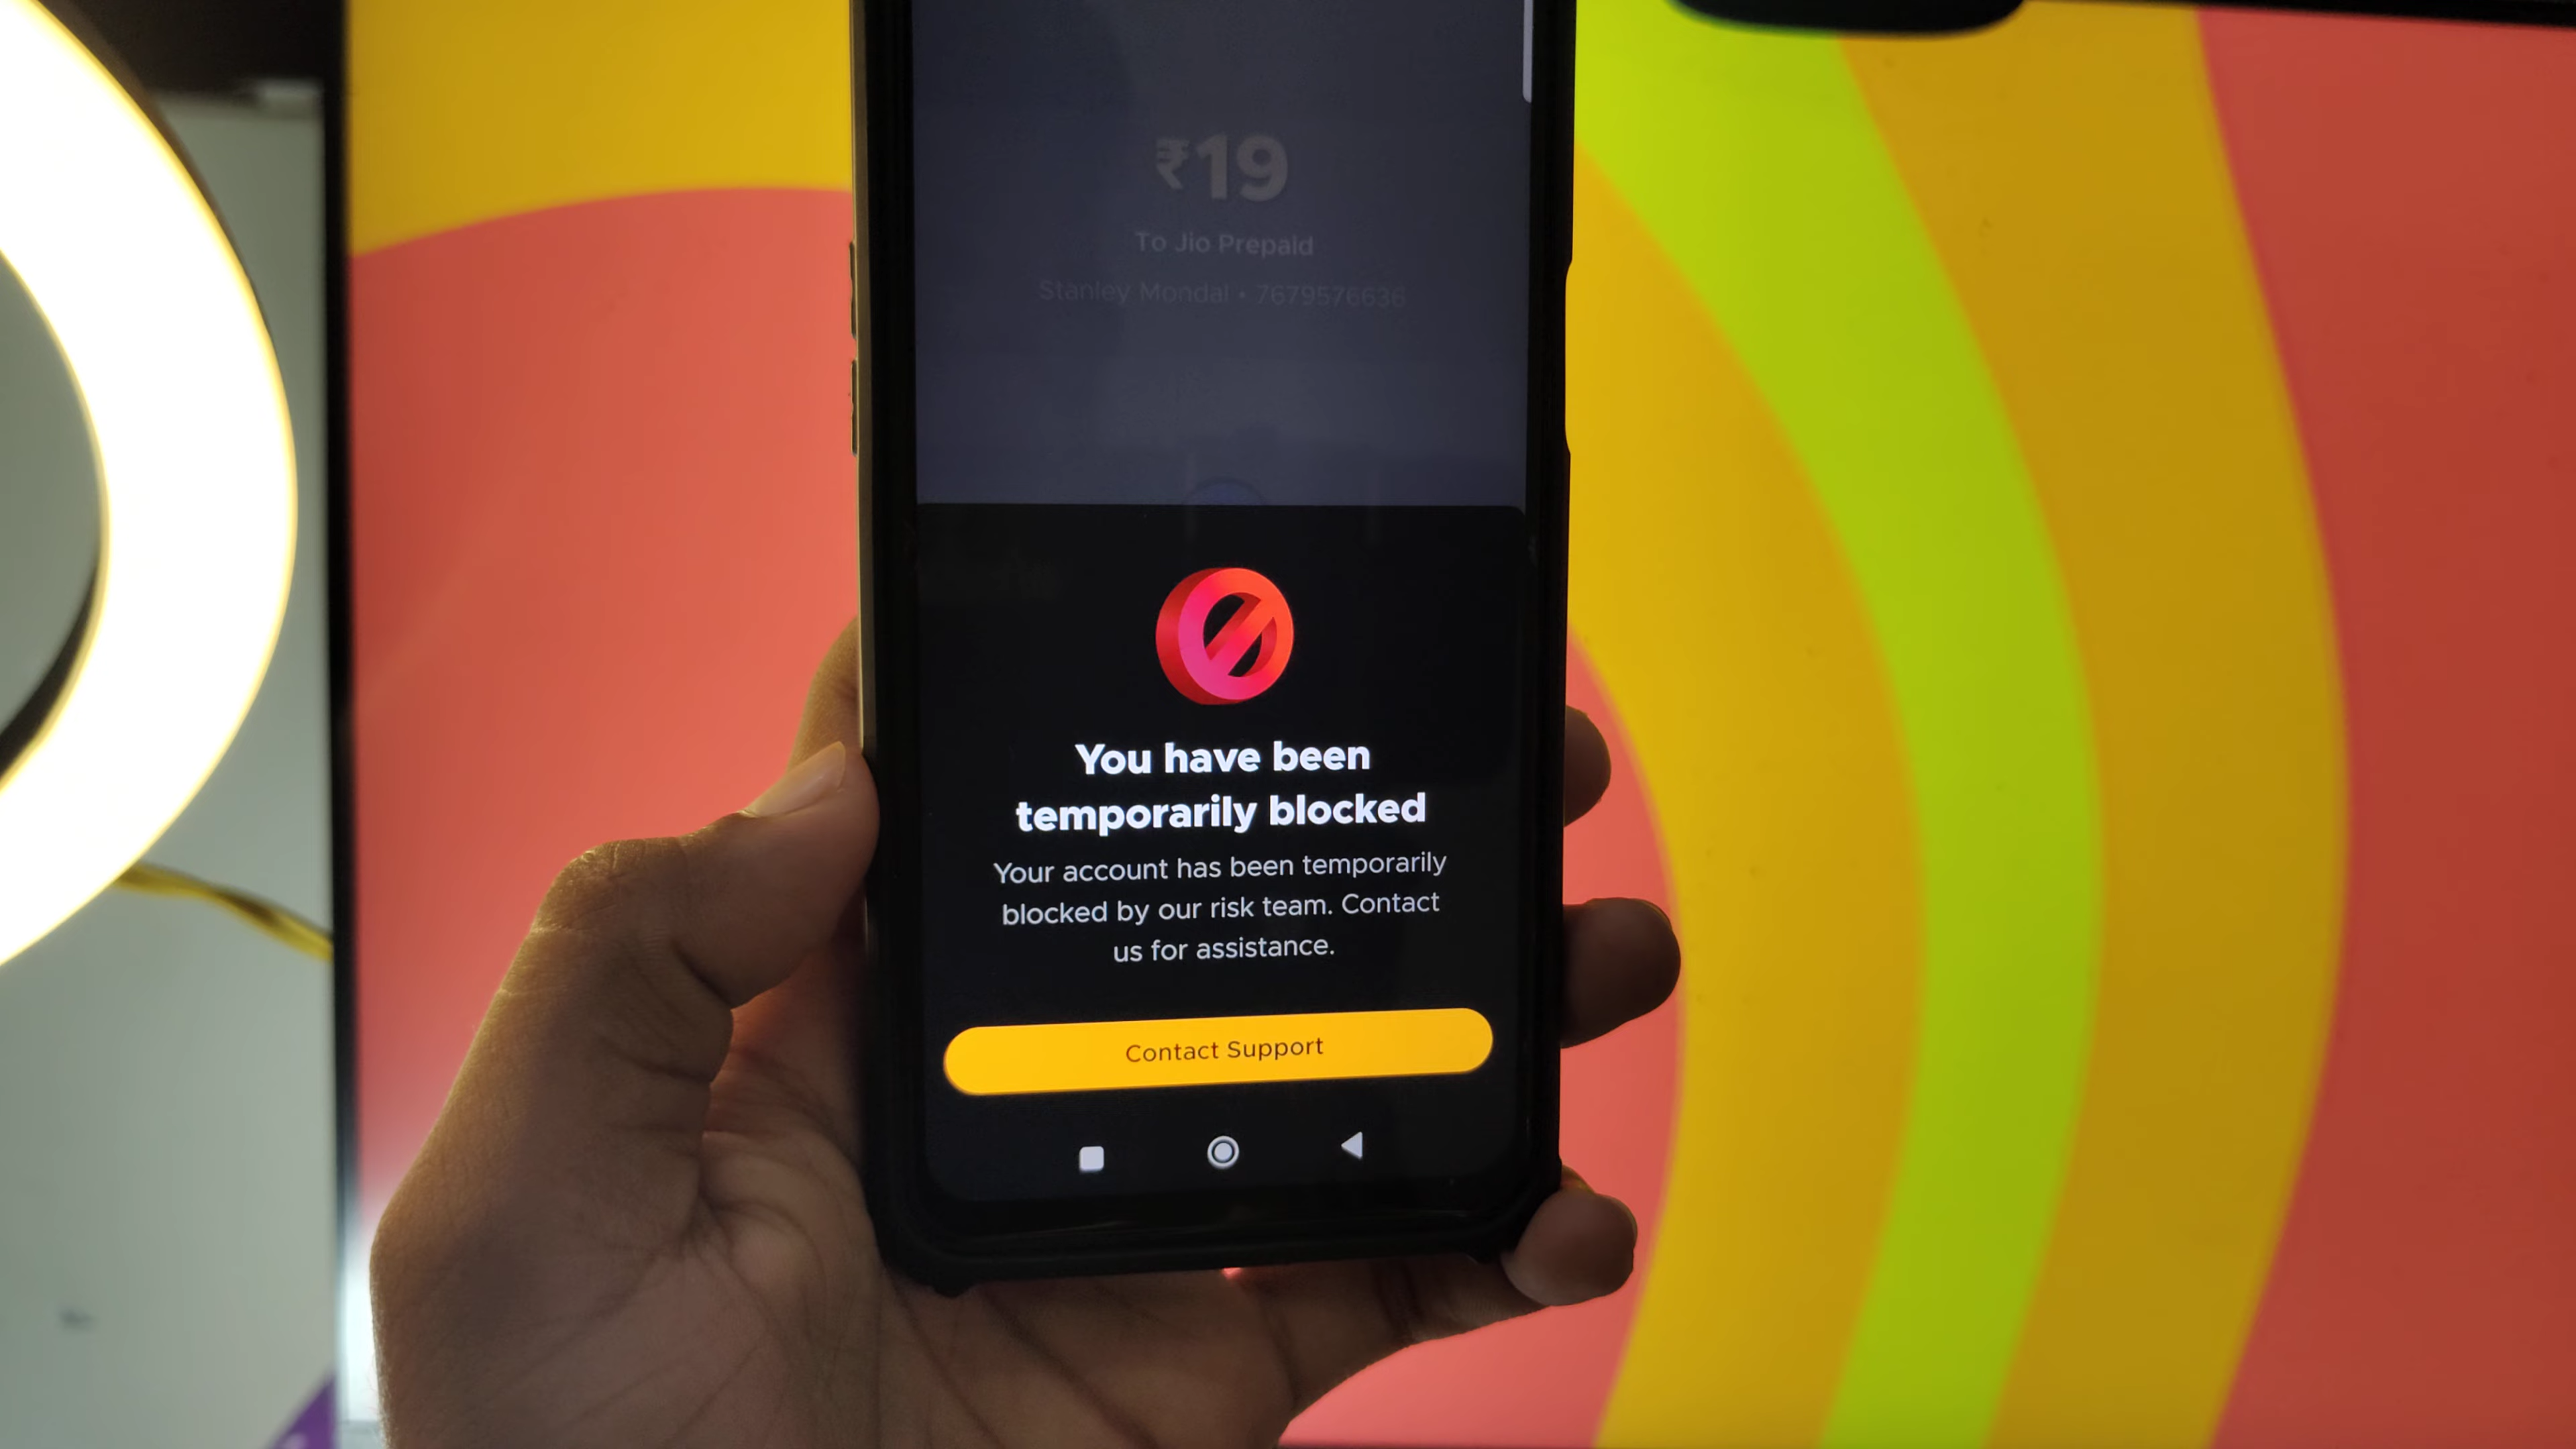 ₹19
To Jio Prepaid
Stanley Mondal • 7679576636
You have been
temporarily blocked
Your account has been temporarily
blocked by our risk team. Contact
us for assistance.
Contact Support